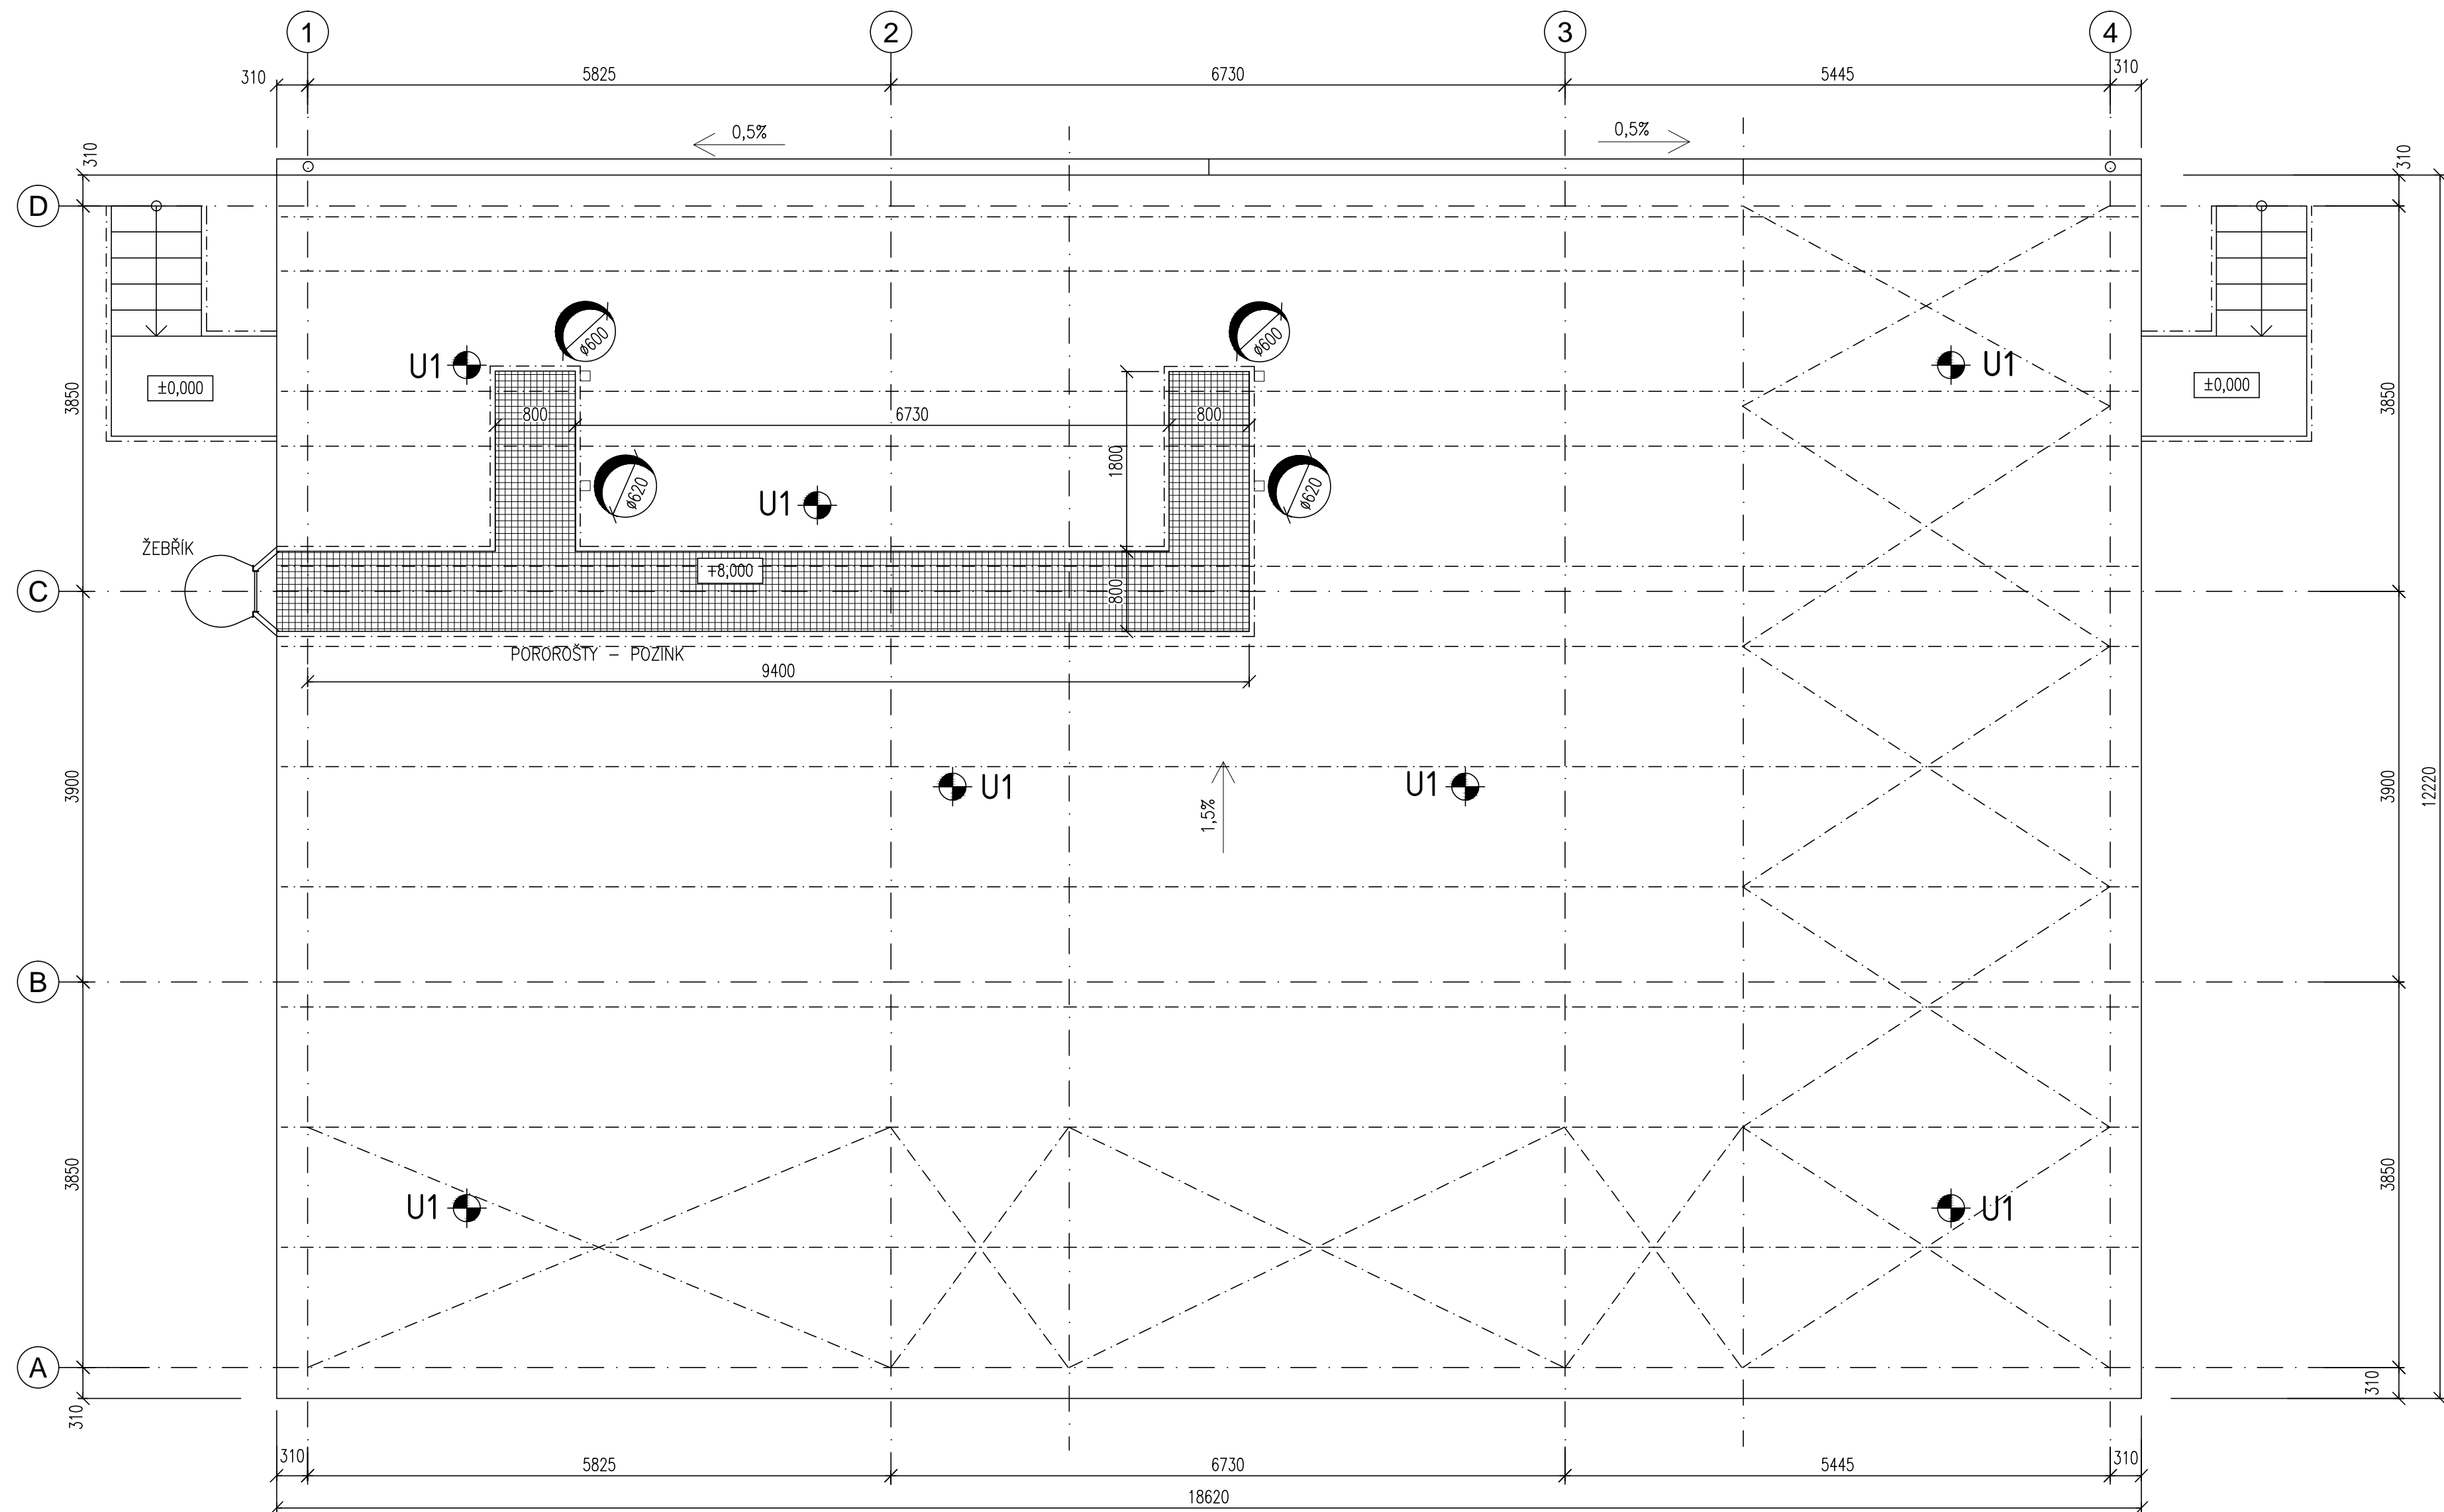 1 2 3 4
310 5825 6730 5445 310
0,5% 0,5%
310 310
D
ø600 ø600
U1 U1
±0,000 ±0,000
3850 3850
800 6730 800
1800
ø620 ø620
U1
ŽEBŘÍK
+8,000
C
800
POROROŠTY – POZINK
9400
3900 U1 U1 3900 12220
1,5%
B
3850 3850
U1 U1
A
310 310
310 5825 6730 5445 310
18620